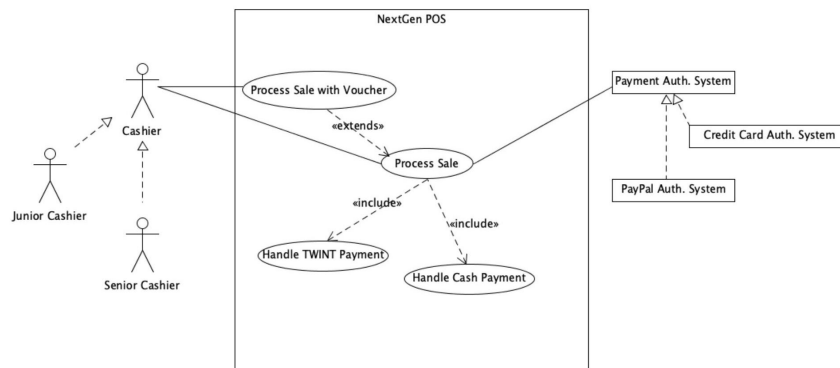 NextGen POS
Process Sale with Voucher
Payment Auth. System
«extends»
Cashier
Credit Card Auth. System
Process Sale
PayPal Auth. System
«include»
Junior Cashier
«include»
Handle TWINT Payment
Handle Cash Payment
Senior Cashier